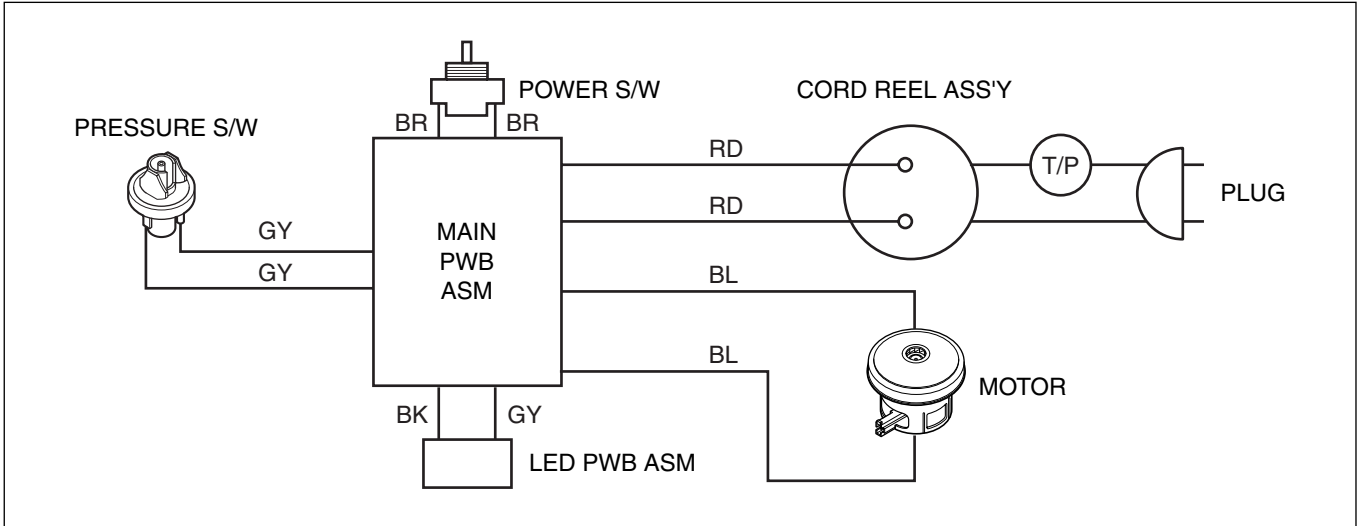 POWER S/W
CORD REEL ASS'Y
PRESSURE S/W
BR
BR
RD
T/P
PLUG
RD
GY
MAIN
PWB
ASM
GY
BL
BL
MOTOR
BK
GY
LED PWB ASM